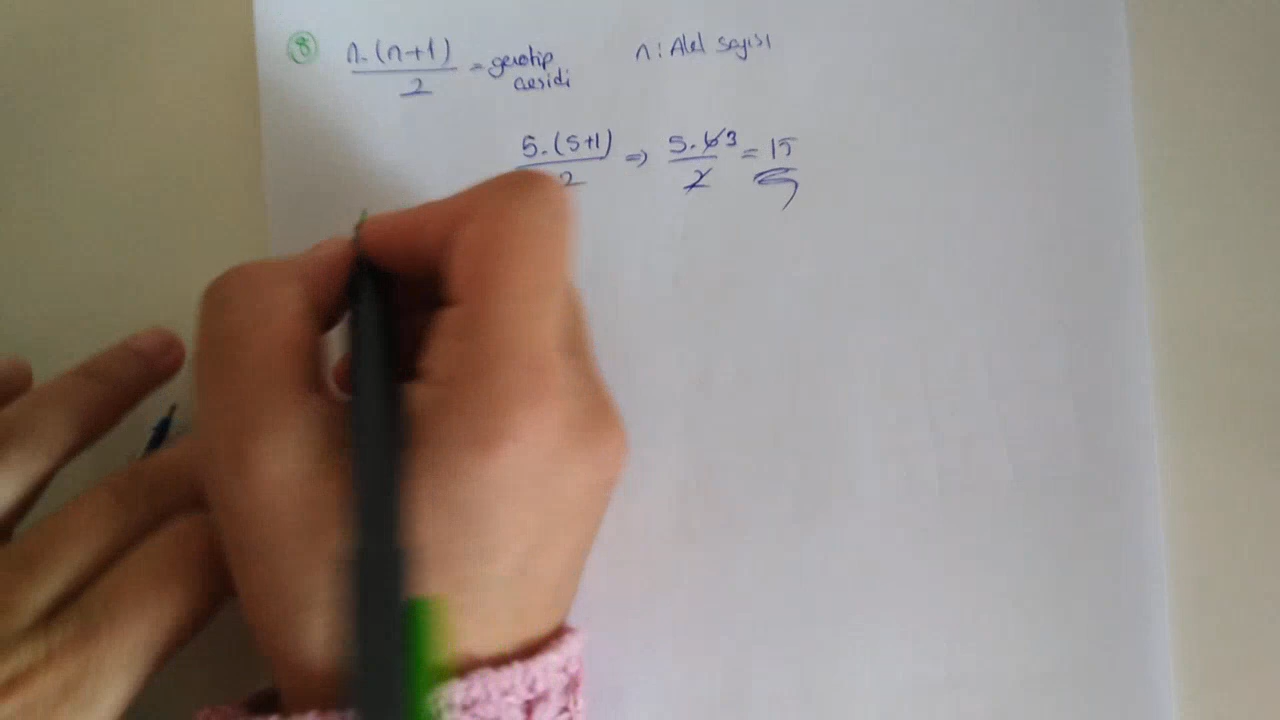 8 n.(n+1)/2 = genotip çeşidi n: Alel sayısı
5.(5+1)/2 => 5.6 3/2 = 15